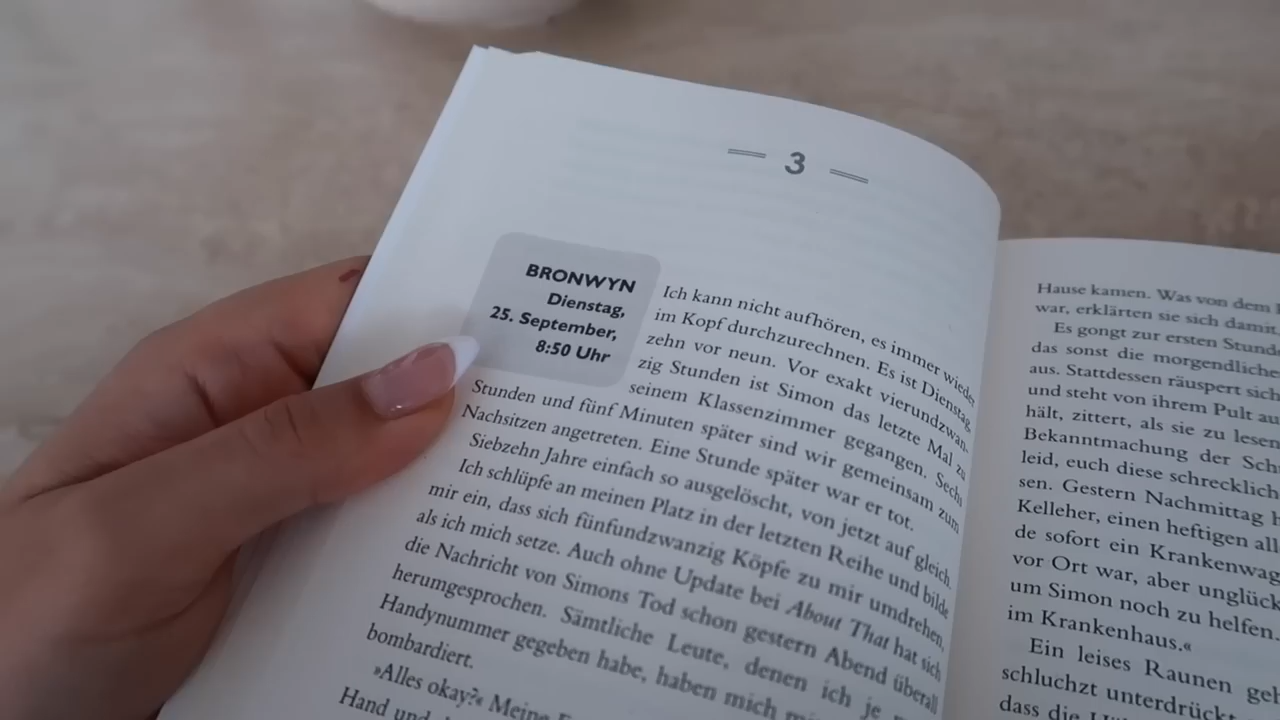 3
BRONWYN
Dienstag,
25. September,
8:50 Uhr
Ich kann nicht aufhören, es immer wieder
im Kopf durchzurechnen. Es ist Dienstag,
zehn vor neun. Vor exakt vierundzwan-
zig Stunden ist Simon das letzte Mal zu
seinem Klassenzimmer gegangen. Sechs
Stunden und fünf Minuten später sind wir gemeinsam zum
Nachsitzen angetreten. Eine Stunde später war er tot.
Siebzehn Jahre einfach so ausgelöscht, von jetzt auf gleich.
Ich schlüpfe an meinen Platz in der letzten Reihe und bilde
mir ein, dass sich fünfundzwanzig Köpfe zu mir umdrehen,
als ich mich setze. Auch ohne Update bei About That hat sich
die Nachricht von Simons Tod schon gestern Abend überall
herumgesprochen. Sämtliche Leute, denen ich je
Handynummer gegeben habe, haben mich
bombardiert.
»Alles okay?« Meine
Hand und
Hause kamen. Was von dem
war, erklärten sie sich damit,
Es gongt zur ersten Stunde
das sonst die morgendliche
aus. Stattdessen räuspert sich
und steht von ihrem Pult au
hält, zittert, als sie zu lesen
Bekanntmachung der Sch
leid, euch diese schrecklich
sen. Gestern Nachmittag
Kelleher, einen heftigen all
de sofort ein Krankenwag
vor Ort war, aber unglück
um Simon noch zu helfen.
im Krankenhaus.«
Ein leises Raunen geh
schluchzt unterdrückt
dass die